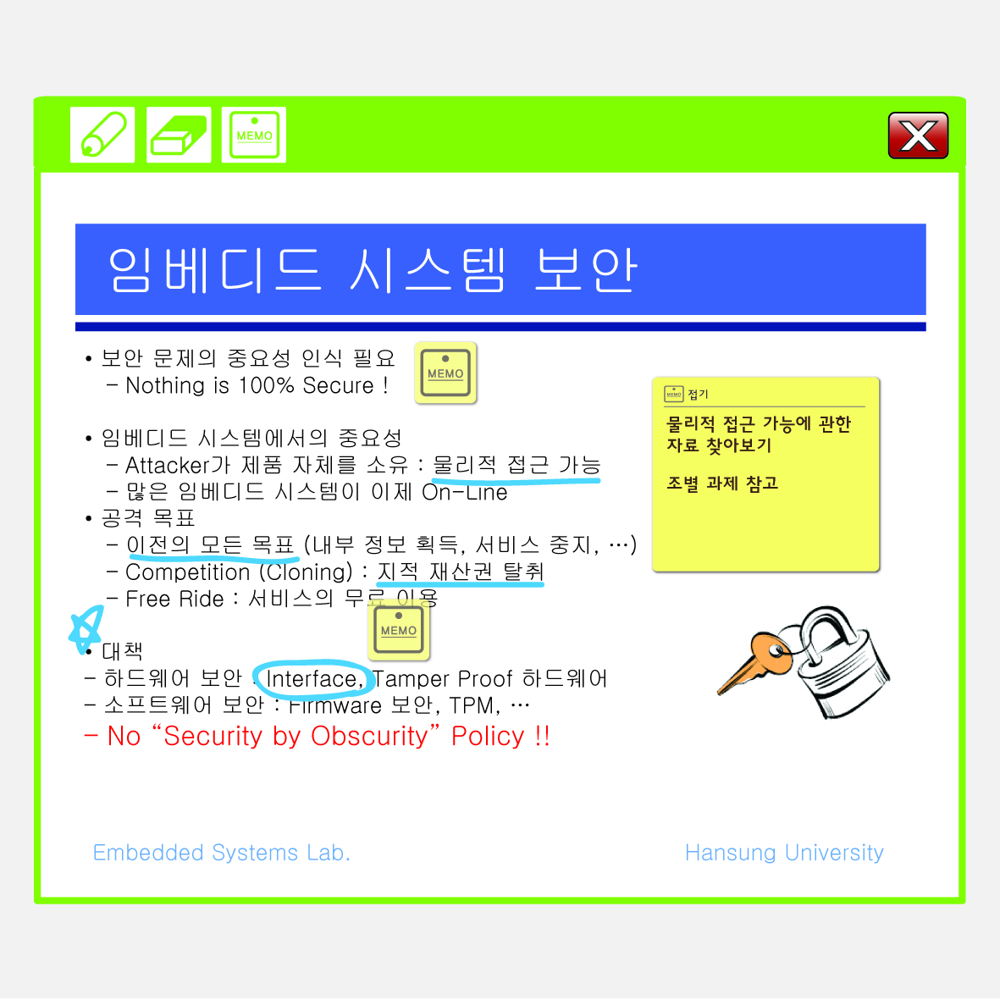 MEMO
임베디드 시스템 보안
• 보안 문제의 중요성 인식 필요
– Nothing is 100% Secure !
MEMO
• 임베디드 시스템에서의 중요성
– Attacker가 제품 자체를 소유 : 물리적 접근 가능
– 많은 임베디드 시스템이 이제 On-Line
• 공격 목표
– 이전의 모든 목표 (내부 정보 획득, 서비스 중지, …)
– Competition (Cloning) : 지적 재산권 탈취
– Free Ride : 서비스의 무료 이용
MEMO
• 대책
– 하드웨어 보안 : Interface, Tamper Proof 하드웨어
– 소프트웨어 보안 : Firmware 보안, TPM, …
– No “Security by Obscurity” Policy !!
MEMO 접기
물리적 접근 가능에 관한
자료 찾아보기
조별 과제 참고
Embedded Systems Lab.
Hansung University